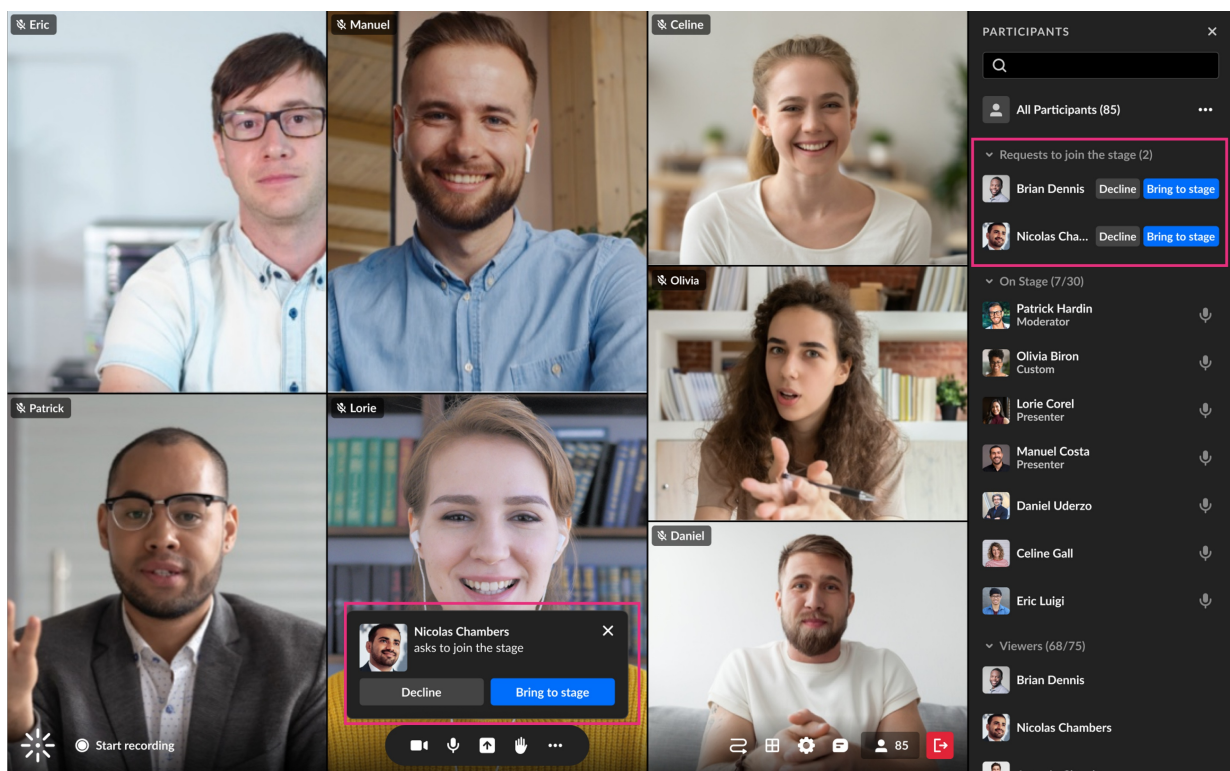 Eric
Manuel
Celine
Olivia
Patrick
Lorie
Daniel
Nicolas Chambers
asks to join the stage
Decline
Bring to stage
Start recording
85
PARTICIPANTS
All Participants (85)
Requests to join the stage (2)
Brian Dennis Decline Bring to stage
Nicolas Cha... Decline Bring to stage
On Stage (7/30)
Patrick Hardin
Moderator
Olivia Biron
Custom
Lorie Corel
Presenter
Manuel Costa
Presenter
Daniel Uderzo
Celine Gall
Eric Luigi
Viewers (68/75)
Brian Dennis
Nicolas Chambers